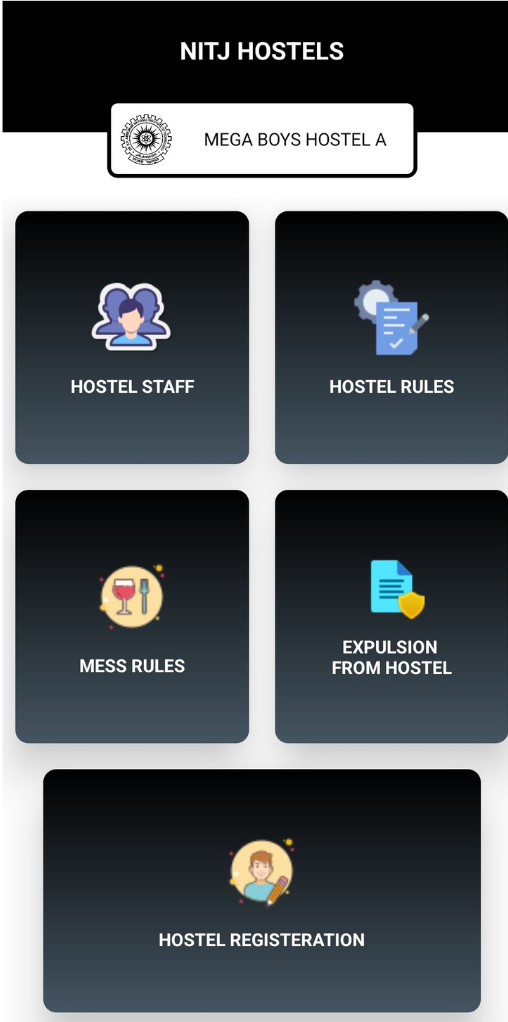 NITJ HOSTELS
MEGA BOYS HOSTEL A
HOSTEL STAFF
HOSTEL RULES
MESS RULES
EXPULSION
FROM HOSTEL
HOSTEL REGISTERATION